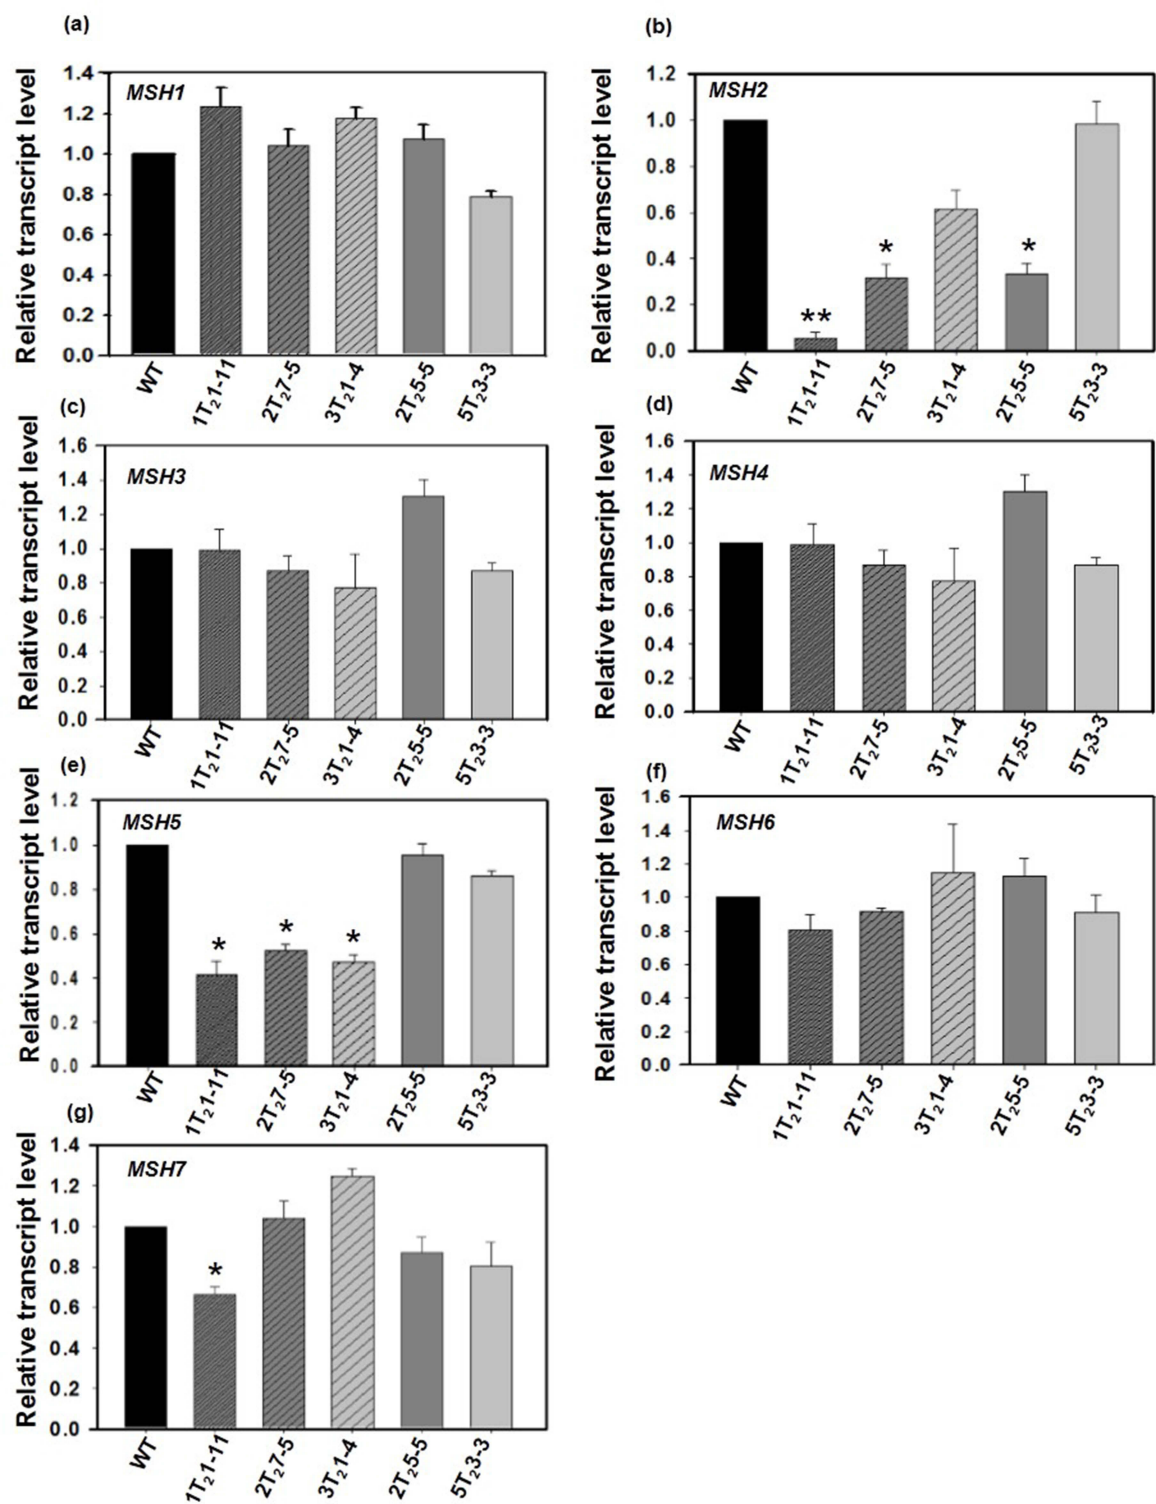 (a)
Relative transcript level
MSH1
1.4
1.2
1.0
0.8
0.6
0.4
0.2
0.0
WT
1T₂1-11
2T₂7-5
3T₂1-4
2T₂5-5
5T₂3-3
(b)
Relative transcript level
MSH2
1.2
1.0
0.8
0.6
0.4
0.2
0.0
**
*
*
WT
1T₂1-11
2T₂7-5
3T₂1-4
2T₂5-5
5T₂3-3
(c)
Relative transcript level
MSH3
1.6
1.4
1.2
1.0
0.8
0.6
0.4
0.2
0.0
WT
1T₂1-11
2T₂7-5
3T₂1-4
2T₂5-5
5T₂3-3
(d)
Relative transcript level
MSH4
1.6
1.4
1.2
1.0
0.8
0.6
0.4
0.2
0.0
WT
1T₂1-11
2T₂7-5
3T₂1-4
2T₂5-5
5T₂3-3
(e)
Relative transcript level
MSH5
1.2
1.0
0.8
0.6
0.4
0.2
0.0
*
*
*
WT
1T₂1-11
2T₂7-5
3T₂1-4
2T₂5-5
5T₂3-3
(f)
Relative transcript level
MSH6
1.6
1.4
1.2
1.0
0.8
0.6
0.4
0.2
0.0
WT
1T₂1-11
2T₂7-5
3T₂1-4
2T₂5-5
5T₂3-3
(g)
Relative transcript level
MSH7
1.4
1.2
1.0
0.8
0.6
0.4
0.2
0.0
*
WT
1T₂1-11
2T₂7-5
3T₂1-4
2T₂5-5
5T₂3-3